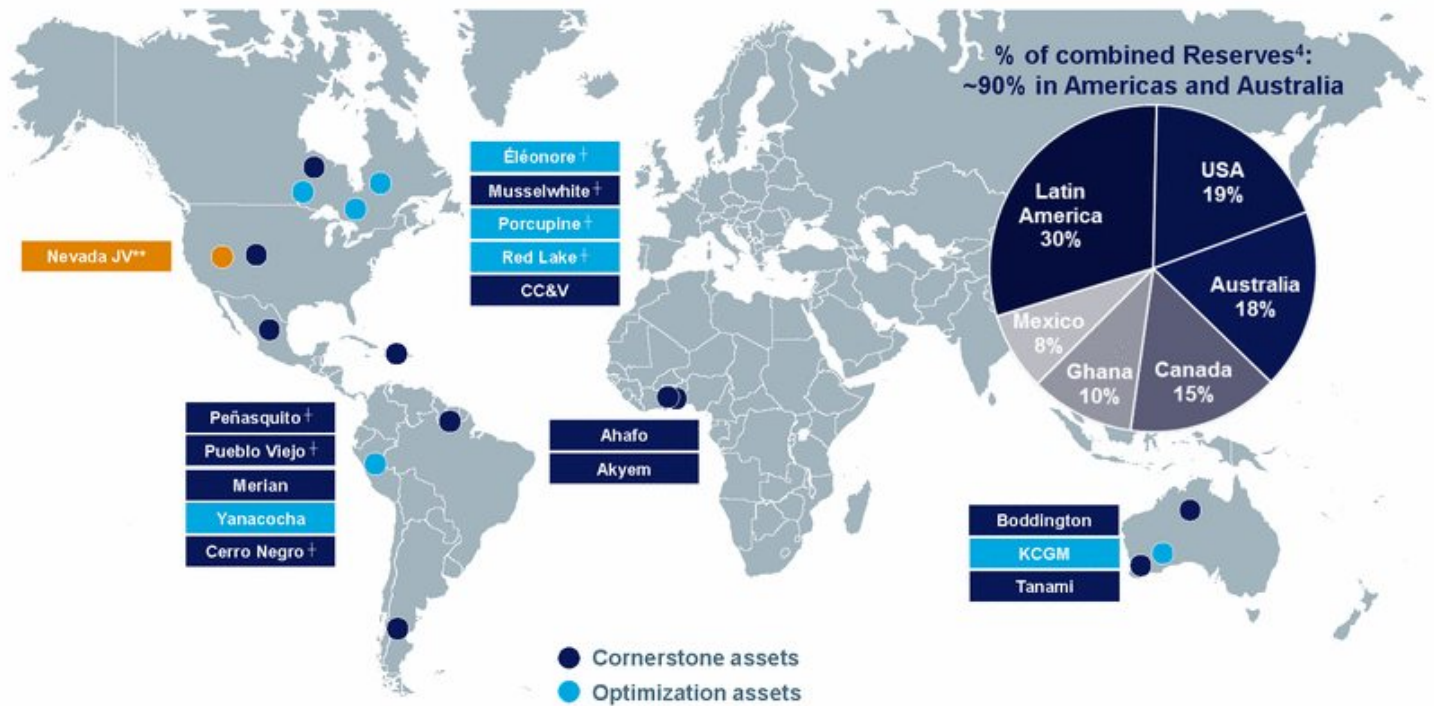 % of combined Reserves⁴:
~90% in Americas and Australia
Latin
America
30%
USA
19%
Australia
18%
Canada
15%
Ghana
10%
Mexico
8%
Éléonore ┼
Musselwhite ┼
Porcupine ┼
Red Lake ┼
CC&V
Nevada JV**
Peñasquito ┼
Pueblo Viejo ┼
Merian
Yanacocha
Cerro Negro ┼
Ahafo
Akyem
Boddington
KCGM
Tanami
Cornerstone assets
Optimization assets